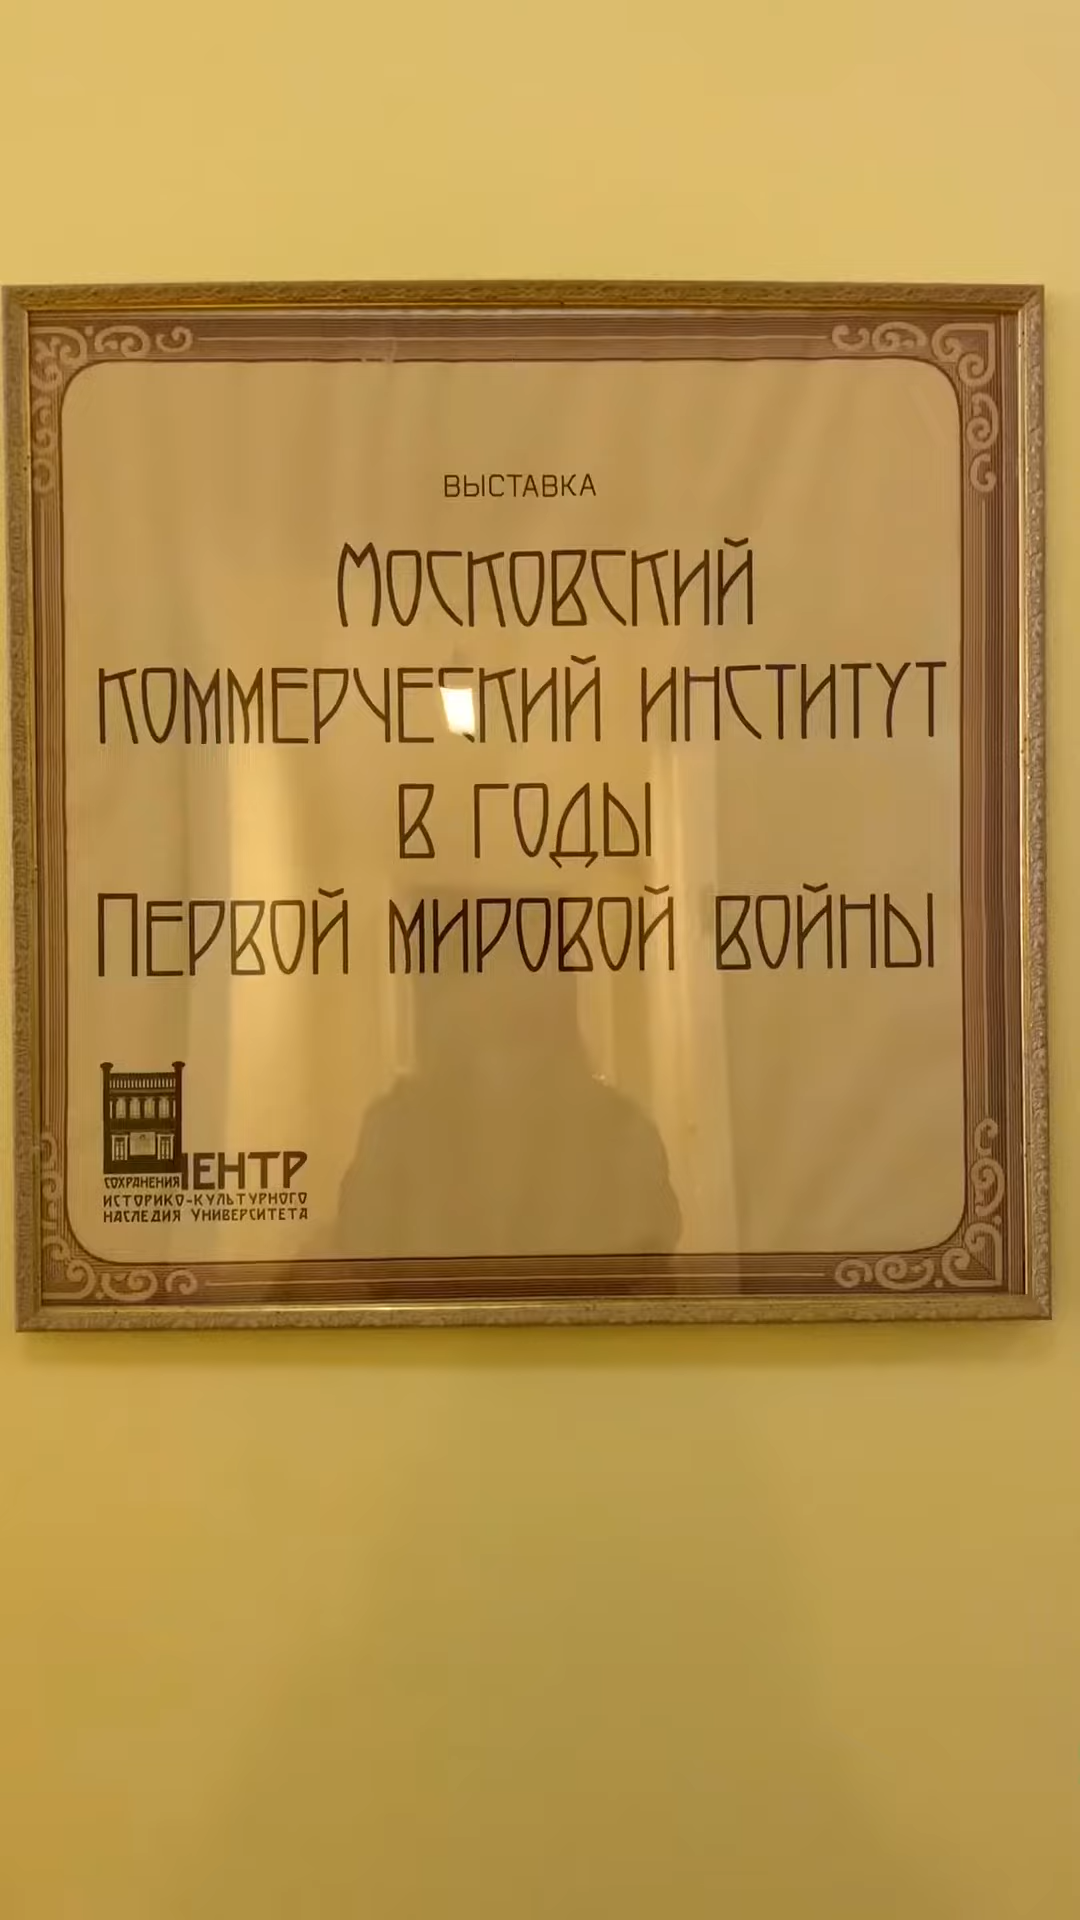 ВЫСТАВКА
Московский
коммерческий институт
в годы
Первой мировой войны
ЦЕНТР
СОХРАНЕНИЯ
ИСТОРИКО-КУЛЬТУРНОГО
НАСЛЕДИЯ УНИВЕРСИТЕТА